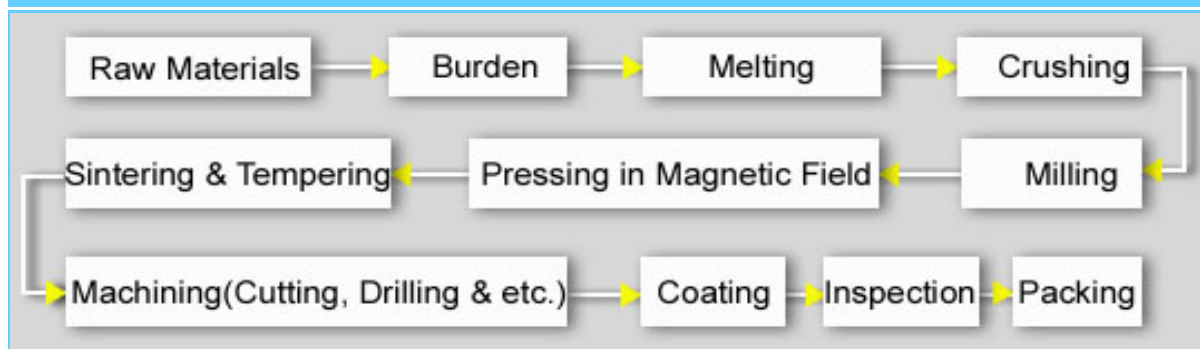 Raw Materials
Burden
Melting
Crushing
Milling
Pressing in Magnetic Field
Sintering & Tempering
Machining(Cutting, Drilling & etc.)
Coating
Inspection
Packing